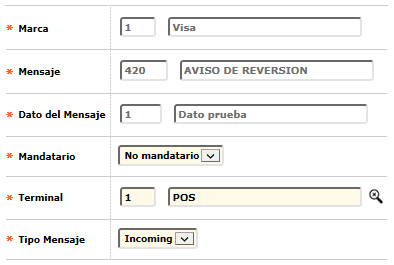 * Marca 1 Visa
* Mensaje 420 AVISO DE REVERSION
* Dato del Mensaje 1 Dato prueba
* Mandatario No mandatario
* Terminal 1 POS
* Tipo Mensaje Incoming